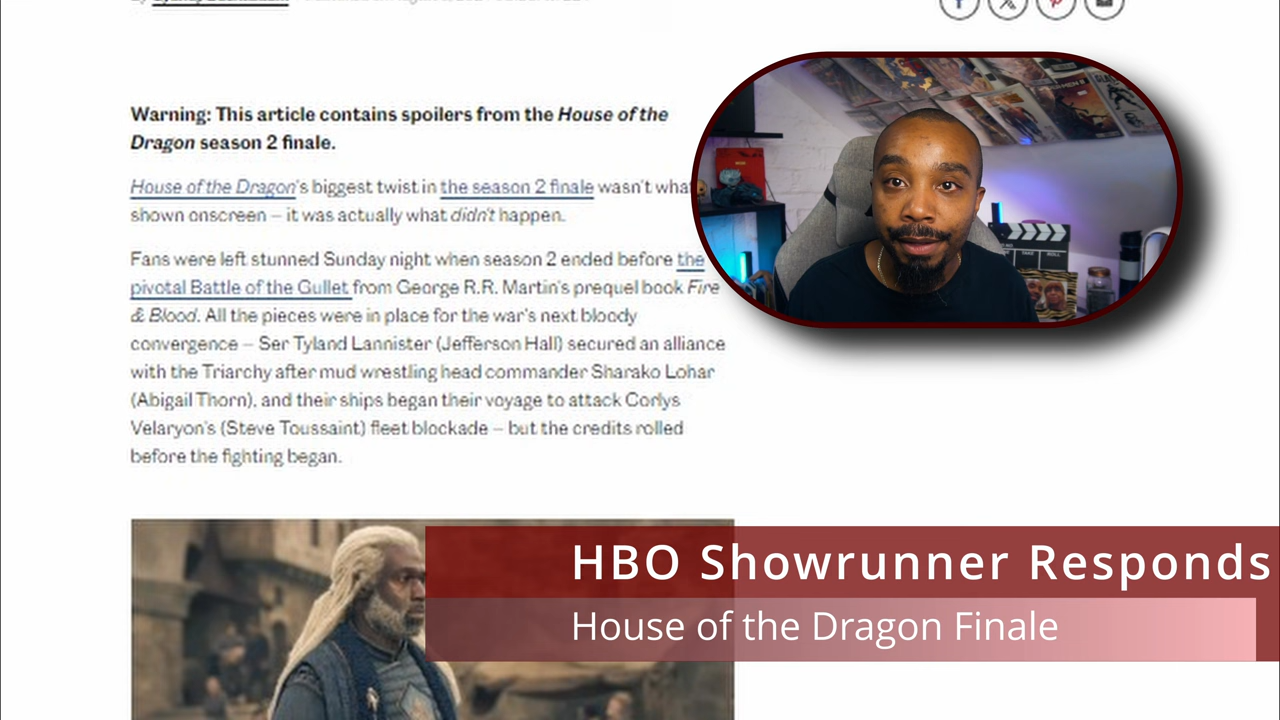 Warning: This article contains spoilers from the House of the
Dragon season 2 finale.
House of the Dragon's biggest twist in the season 2 finale wasn't what
shown onscreen — it was actually what didn't happen.
Fans were left stunned Sunday night when season 2 ended before the
pivotal Battle of the Gullet from George R.R. Martin's prequel book Fire
& Blood. All the pieces were in place for the war's next bloody
convergence — Ser Tyland Lannister (Jefferson Hall) secured an alliance
with the Triarchy after mud wrestling head commander Sharako Lohar
(Abigail Thorn), and their ships began their voyage to attack Corlys
Velaryon's (Steve Toussaint) fleet blockade — but the credits rolled
before the fighting began.
HBO Showrunner Responds
House of the Dragon Finale